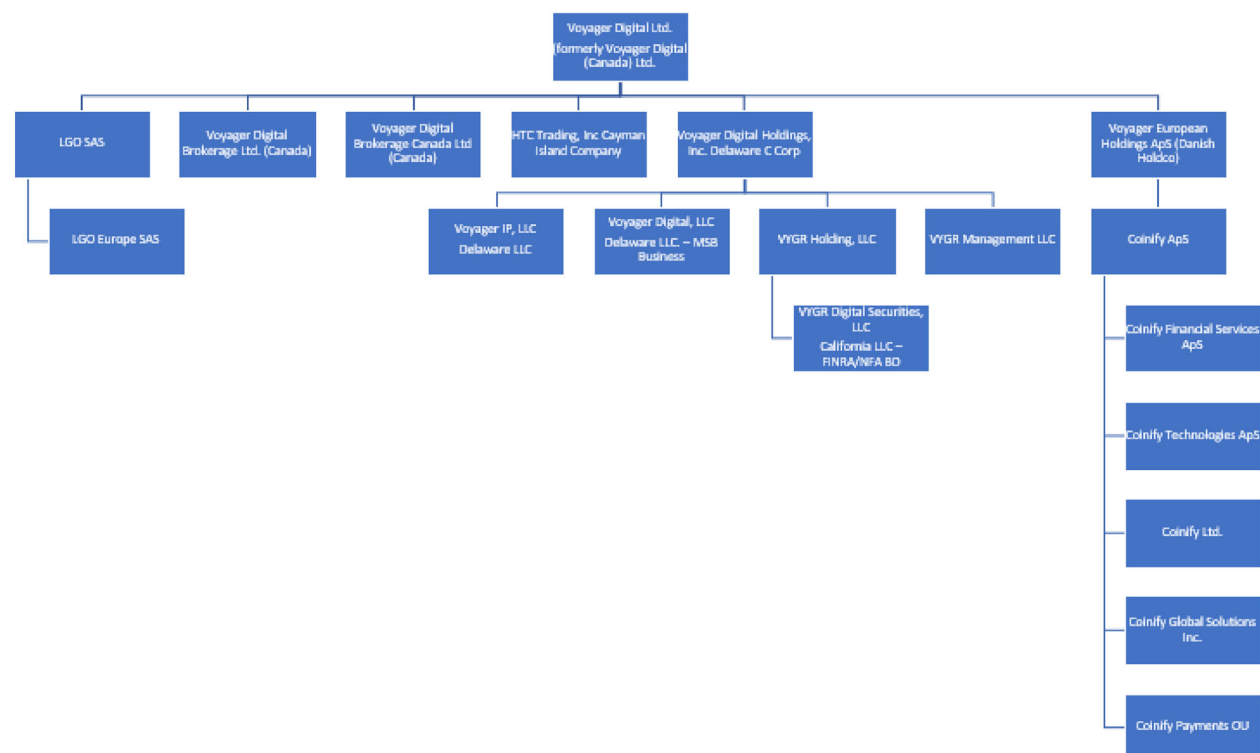 Voyager Digital Ltd.
(formerly Voyager Digital
(Canada) Ltd.
LGO SAS
Voyager Digital
Brokerage Ltd. (Canada)
Voyager Digital
Brokerage Canada Ltd
(Canada)
HTC Trading, Inc Cayman
Island Company
Voyager Digital Holdings,
Inc. Delaware C Corp
Voyager European
Holdings ApS (Danish
Holdco)
LGO Europe SAS
Voyager IP, LLC
Delaware LLC
Voyager Digital, LLC
Delaware LLC. – MSB
Business
VYGR Holding, LLC
VYGR Management LLC
Coinify ApS
VYGR Digital Securities,
LLC
California LLC –
FINRA/NFA BD
Coinify Financial Services
ApS
Coinify Technologies ApS
Coinify Ltd.
Coinify Global Solutions
Inc.
Coinify Payments OU